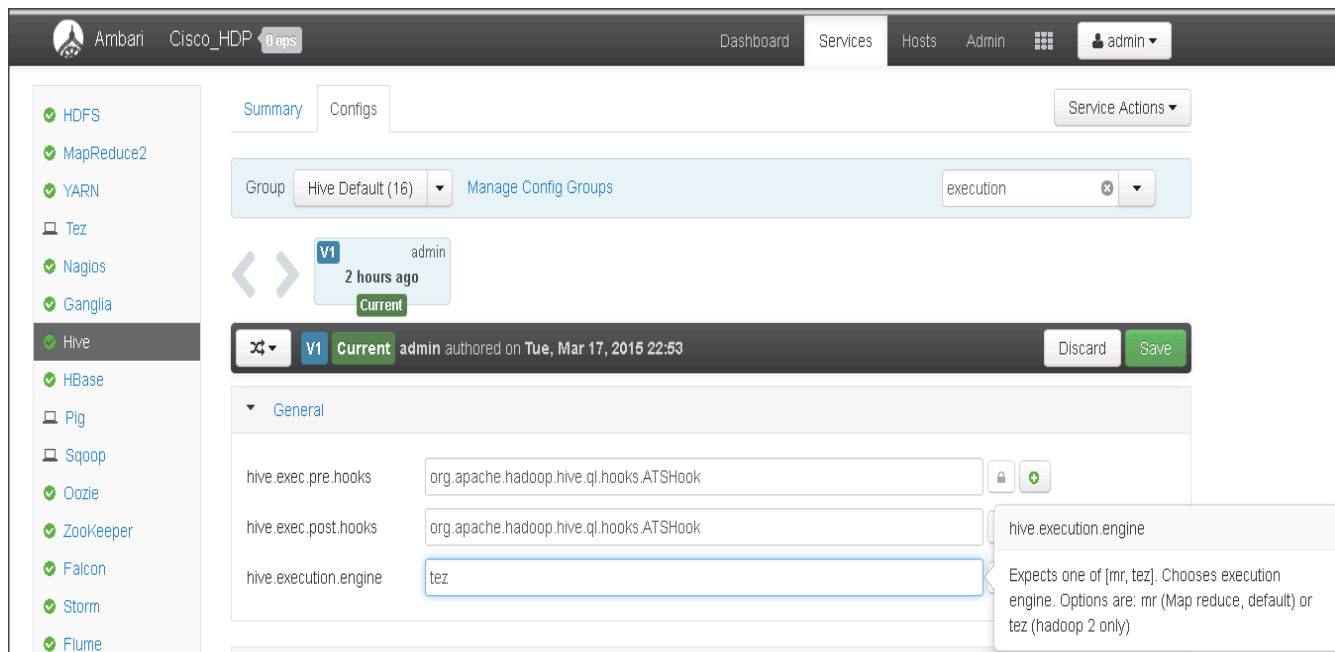 Ambari Cisco_HDP 0 ops Dashboard Services Hosts Admin admin
HDFS
MapReduce2
YARN
Tez
Nagios
Ganglia
Hive
HBase
Pig
Sqoop
Oozie
ZooKeeper
Falcon
Storm
Flume
Summary Configs Service Actions
Group Hive Default (16) Manage Config Groups execution
V1 admin
2 hours ago
Current
V1 Current admin authored on Tue, Mar 17, 2015 22:53 Discard Save
General
hive.exec.pre.hooks org.apache.hadoop.hive.ql.hooks.ATSHook
hive.exec.post.hooks org.apache.hadoop.hive.ql.hooks.ATSHook
hive.execution.engine tez
hive.execution.engine
Expects one of [mr, tez]. Chooses execution
engine. Options are: mr (Map reduce, default) or
tez (hadoop 2 only)